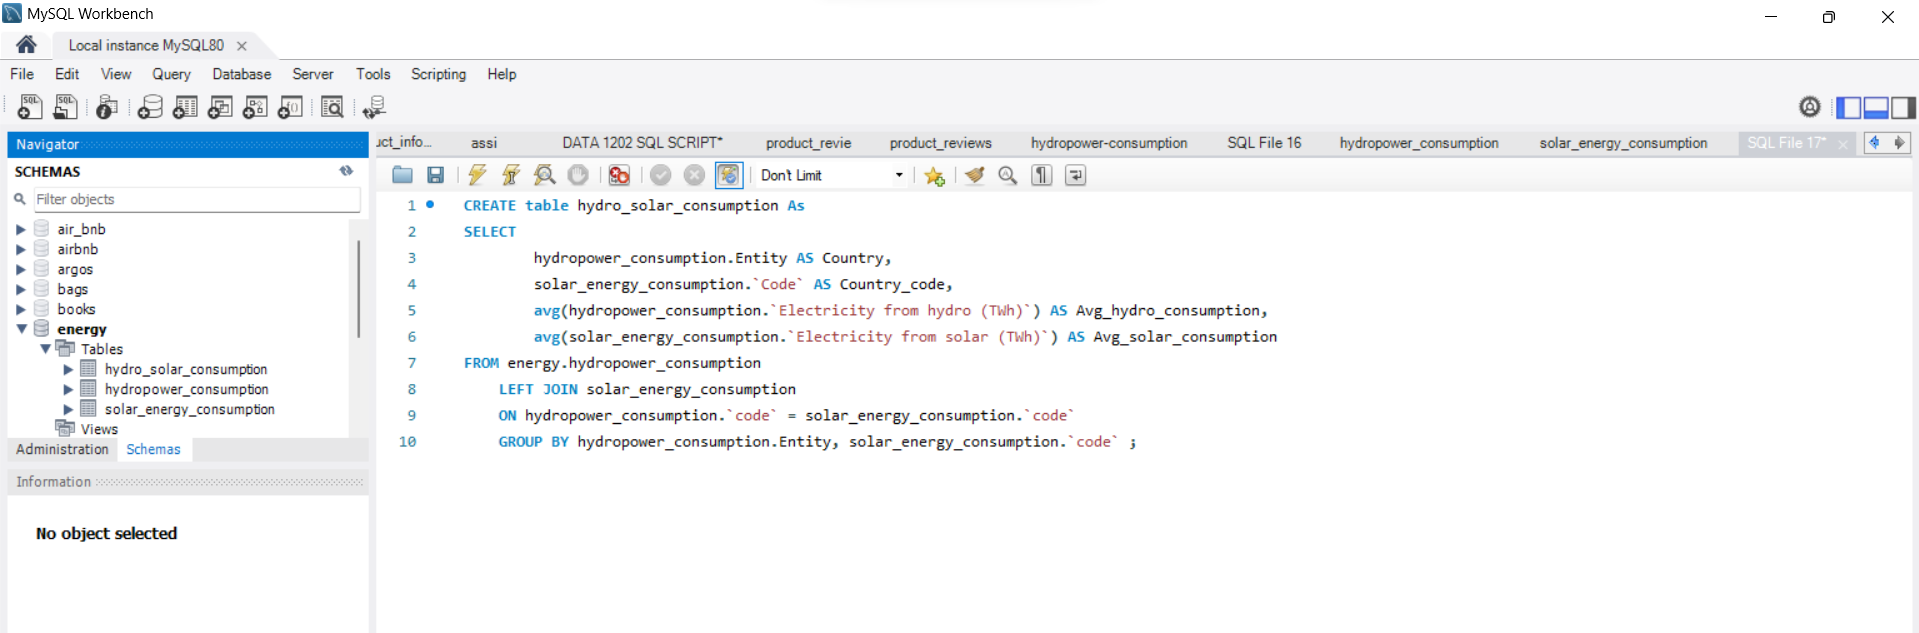 MySQL Workbench
Local instance MySQL80
File Edit View Query Database Server Tools Scripting Help
Navigator
SCHEMAS
Filter objects
air_bnb
airbnb
argos
bags
books
energy
Tables
hydro_solar_consumption
hydropower_consumption
solar_energy_consumption
Views
Administration Schemas
Information
No object selected
uct_info... assi DATA 1202 SQL SCRIPT* product_revie product_reviews hydropower-consumption SQL File 16 hydropower_consumption solar_energy_consumption SQL File 17*
Don't Limit
1 CREATE table hydro_solar_consumption As
2 SELECT
3 hydropower_consumption.Entity AS Country,
4 solar_energy_consumption.`Code` AS Country_code,
5 avg(hydropower_consumption.`Electricity from hydro (TWh)`) AS Avg_hydro_consumption,
6 avg(solar_energy_consumption.`Electricity from solar (TWh)`) AS Avg_solar_consumption
7 FROM energy.hydropower_consumption
8 LEFT JOIN solar_energy_consumption
9 ON hydropower_consumption.`code` = solar_energy_consumption.`code`
10 GROUP BY hydropower_consumption.Entity, solar_energy_consumption.`code` ;